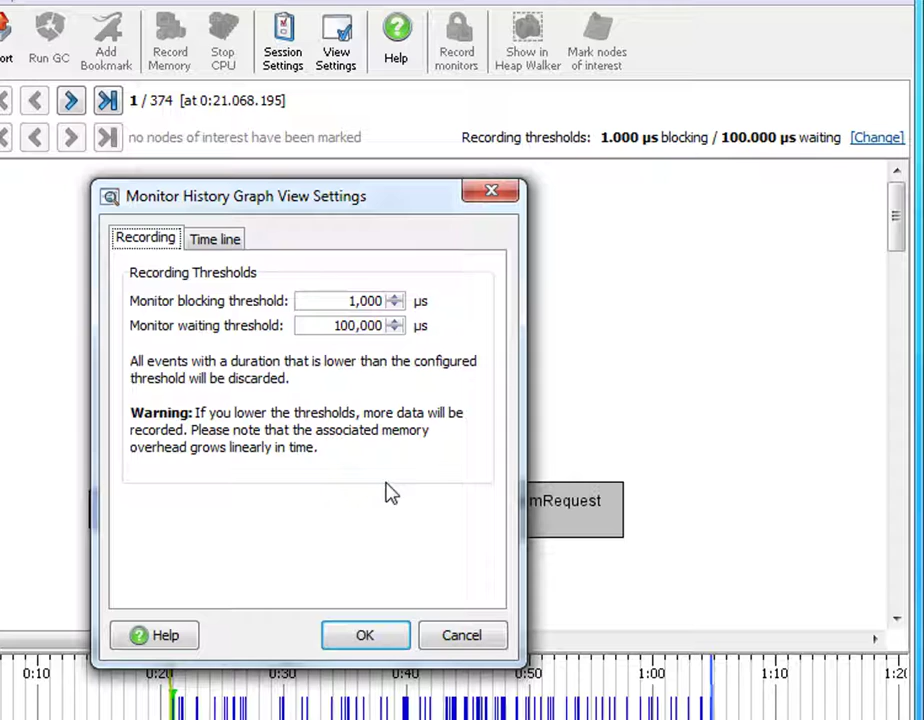 ort
Run GC
Add
Bookmark
Record
Memory
Stop
CPU
Session
Settings
View
Settings
Help
Record
monitors
Show in
Heap Walker
Mark nodes
of interest
1 / 374 [at 0:21.068.195]
no nodes of interest have been marked
Recording thresholds: 1.000 µs blocking / 100.000 µs waiting [Change]
Monitor History Graph View Settings
Recording
Time line
Recording Thresholds
Monitor blocking threshold: 1,000 µs
Monitor waiting threshold: 100,000 µs
All events with a duration that is lower than the configured
threshold will be discarded.
Warning: If you lower the thresholds, more data will be
recorded. Please note that the associated memory
overhead grows linearly in time.
mRequest
Help
OK
Cancel
0:10 0:20 0:30 0:40 0:50 1:00 1:10 1:20